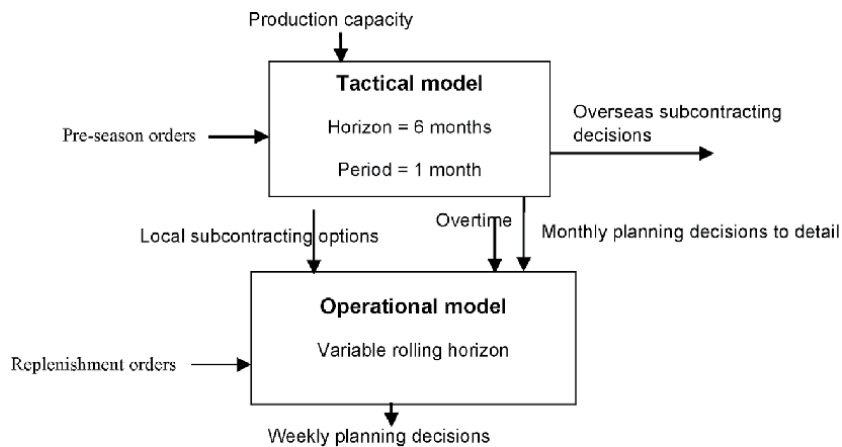 Production capacity
Tactical model
Horizon = 6 months
Period = 1 month
Pre-season orders
Overseas subcontracting
decisions
Local subcontracting options
Overtime
Monthly planning decisions to detail
Operational model
Variable rolling horizon
Replenishment orders
Weekly planning decisions